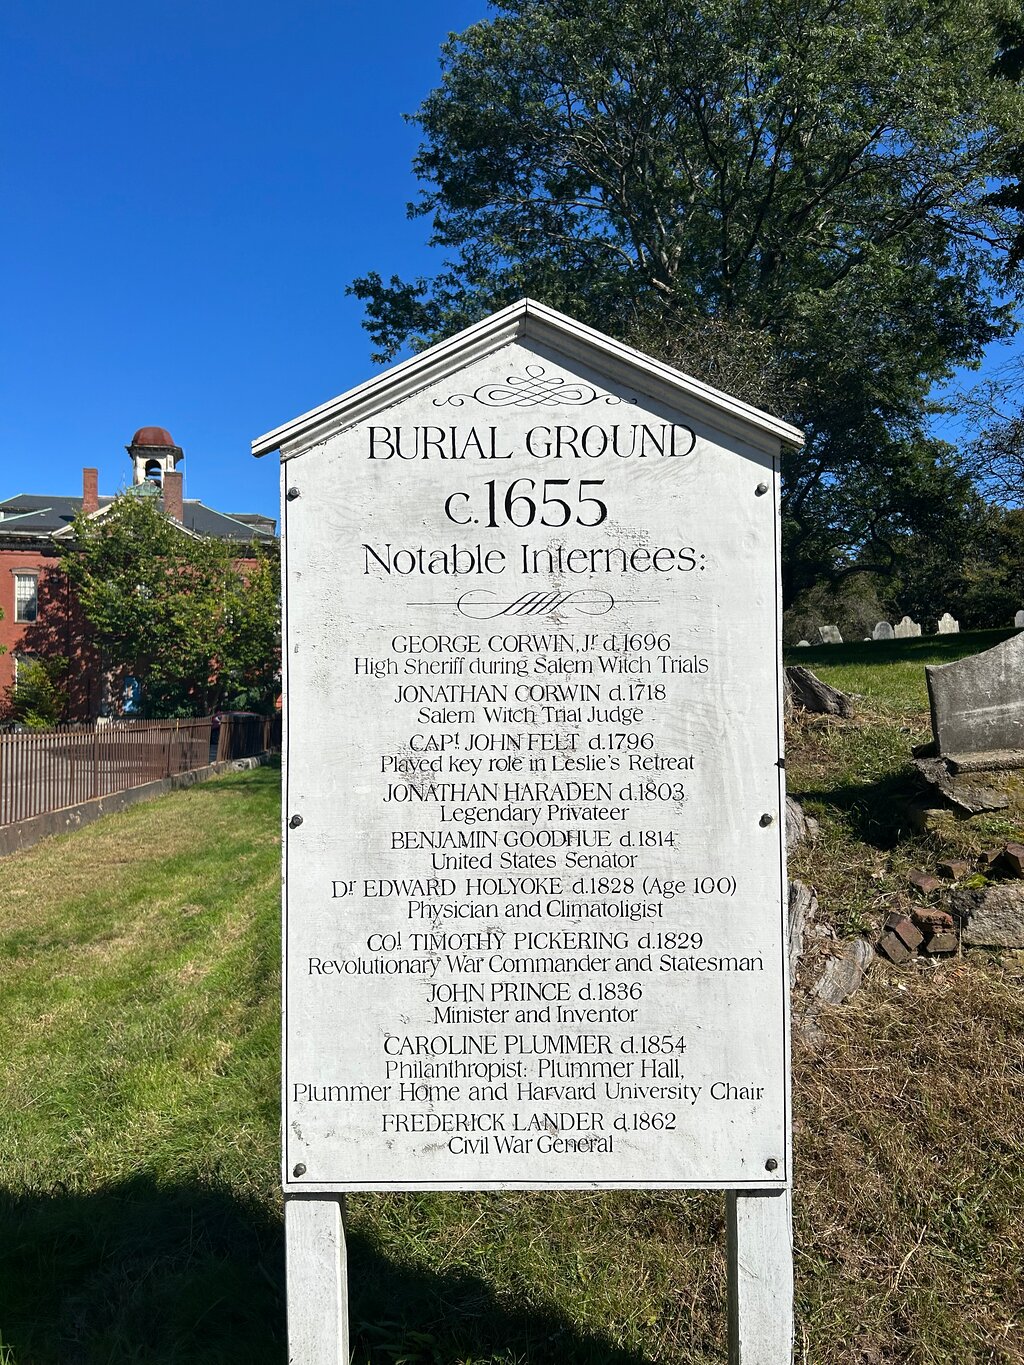 BURIAL GROUND
c.1655
Notable Internees:
GEORGE CORWIN, Jr d.1696
High Sheriff during Salem Witch Trials
JONATHAN CORWIN d.1718
Salem Witch Trial Judge
CAPt JOHN FELT d.1796
Played key role in Leslie's Retreat
JONATHAN HARADEN d.1803
Legendary Privateer
BENJAMIN GOODHUE d.1814
United States Senator
Dr EDWARD HOLYOKE d.1828 (Age 100)
Physician and Climatoligist
COl TIMOTHY PICKERING d.1829
Revolutionary War Commander and Statesman
JOHN PRINCE d.1836
Minister and Inventor
CAROLINE PLUMMER d.1854
Philanthropist: Plummer Hall,
Plummer Home and Harvard University Chair
FREDERICK LANDER d.1862
Civil War General